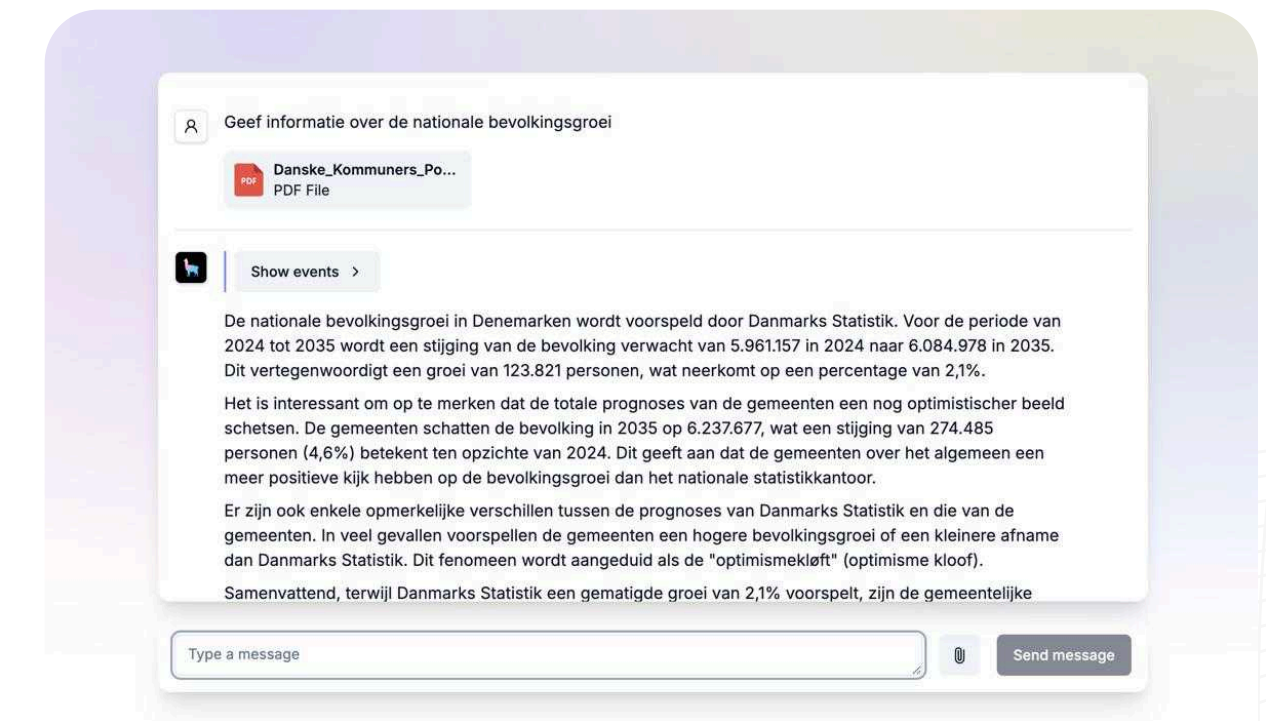 Geef informatie over de nationale bevolkingsgroei
PDF
Danske_Kommuners_Po...
PDF File
Show events
De nationale bevolkingsgroei in Denemarken wordt voorspeld door Danmarks Statistik. Voor de periode van
2024 tot 2035 wordt een stijging van de bevolking verwacht van 5.961.157 in 2024 naar 6.084.978 in 2035.
Dit vertegenwoordigt een groei van 123.821 personen, wat neerkomt op een percentage van 2,1%.
Het is interessant om op te merken dat de totale prognoses van de gemeenten een nog optimistischer beeld
schetsen. De gemeenten schatten de bevolking in 2035 op 6.237.677, wat een stijging van 274.485
personen (4,6%) betekent ten opzichte van 2024. Dit geeft aan dat de gemeenten over het algemeen een
meer positieve kijk hebben op de bevolkingsgroei dan het nationale statistikkantoor.
Er zijn ook enkele opmerkelijke verschillen tussen de prognoses van Danmarks Statistik en die van de
gemeenten. In veel gevallen voorspellen de gemeenten een hogere bevolkingsgroei of een kleinere afname
dan Danmarks Statistik. Dit fenomeen wordt aangeduid als de "optimismekløft" (optimisme kloof).
Samenvattend, terwijl Danmarks Statistik een gematigde groei van 2,1% voorspelt, zijn de gemeentelijke
Type a message
Send message